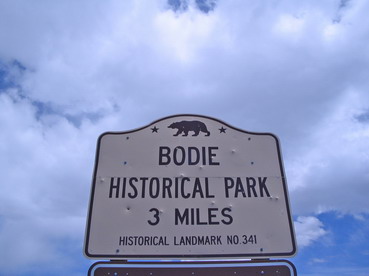 BODIE
HISTORICAL PARK
3 MILES
HISTORICAL LANDMARK NO. 341